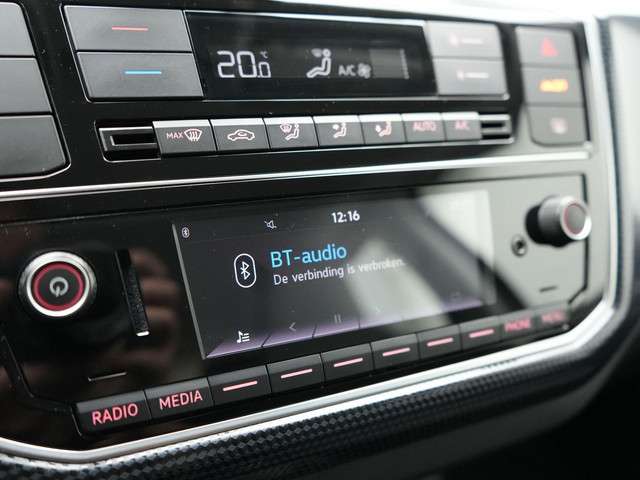 20.0 °C
A/C
MAX
AUTO
A/C
12:16
BT-audio
De verbinding is verbroken.
RADIO
MEDIA
PHONE
MENU